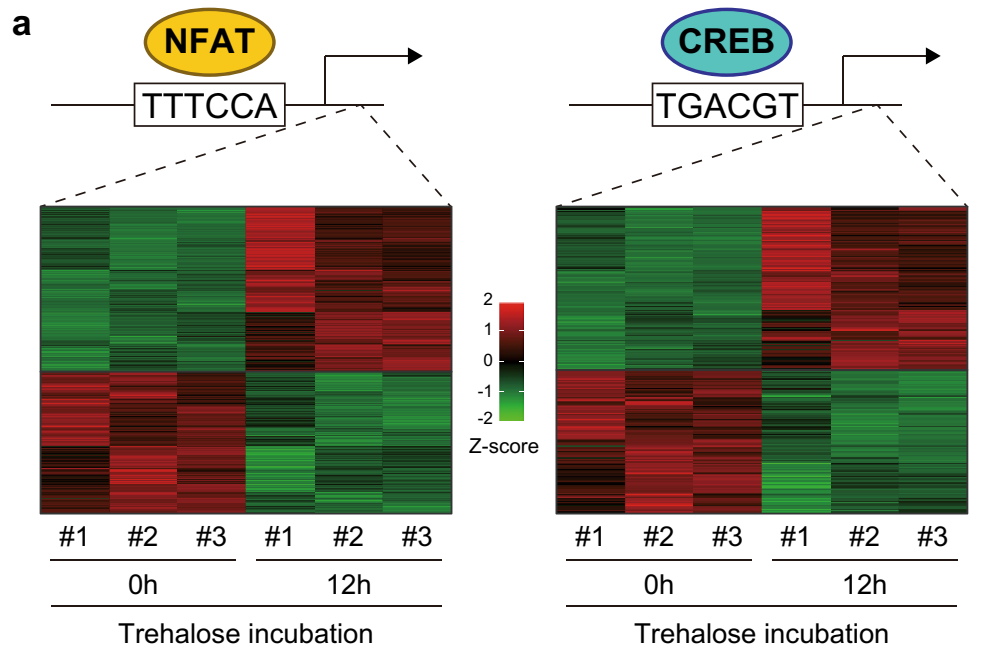 a
NFAT
TTTCCA
CREB
TGACGT
2
1
0
-1
-2
Z-score
#1 #2 #3 #1 #2 #3
0h 12h
Trehalose incubation
#1 #2 #3 #1 #2 #3
0h 12h
Trehalose incubation